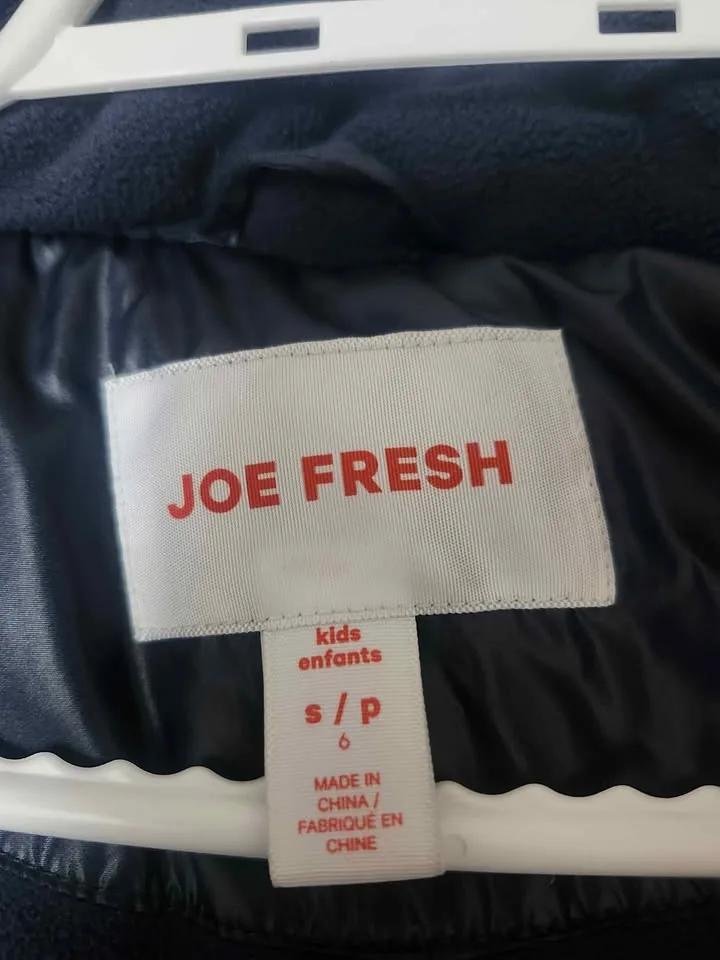 JOE FRESH
kids
enfants
s / p
6
MADE IN
CHINA /
FABRIQUÉ EN
CHINE